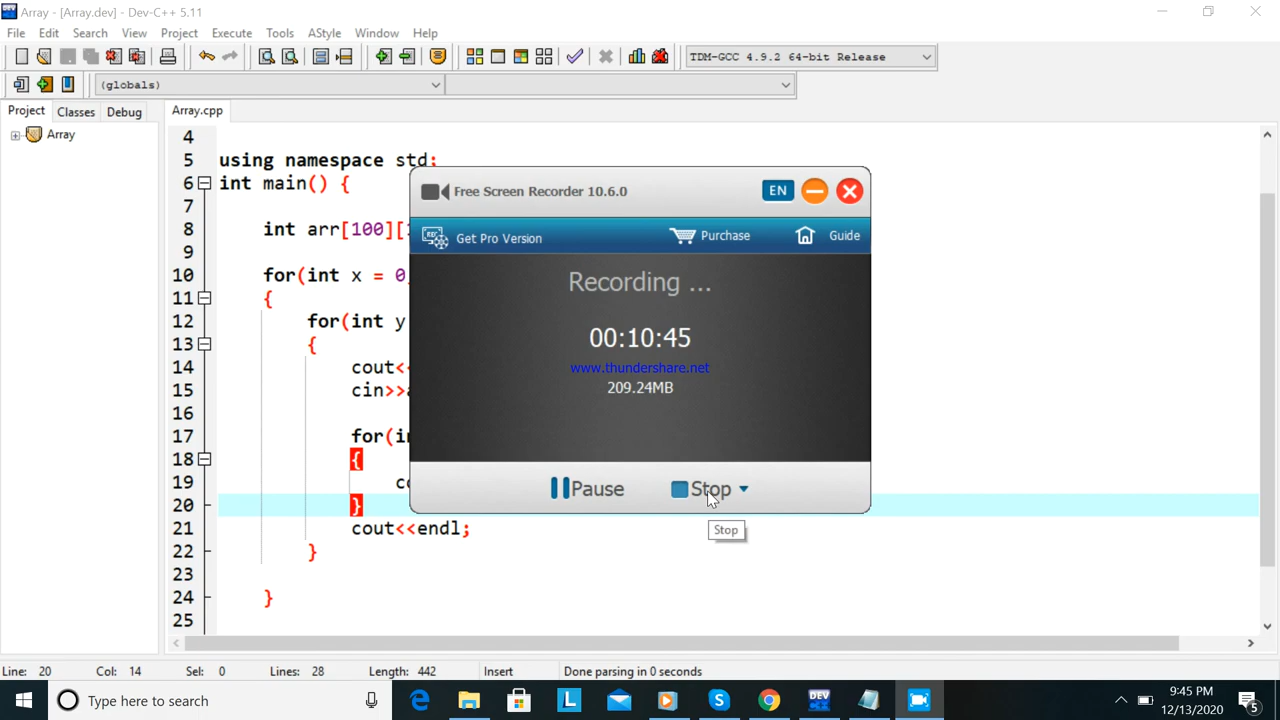 Array - [Array.dev] - Dev-C++ 5.11
File Edit Search View Project Execute Tools AStyle Window Help
TDM-GCC 4.9.2 64-bit Release
(globals)
Project Classes Debug
Array.cpp
Array
4
5 using namespace std;
6 int main() {
7
8 int arr[100][
9
10 for(int x = 0
11 {
12 for(int y
13 {
14 cout<<
15 cin>>a
16
17 for(in
18 {
19 co
20 }
21 cout<<endl;
22 }
23
24 }
25
Free Screen Recorder 10.6.0
EN
Get Pro Version Purchase Guide
REC
Recording ...
00:10:45
www.thundershare.net
209.24MB
Pause Stop
Stop
Line: 20 Col: 14 Sel: 0 Lines: 28 Length: 442 Insert Done parsing in 0 seconds
Type here to search
L
S
DEV
9:45 PM
12/13/2020
5